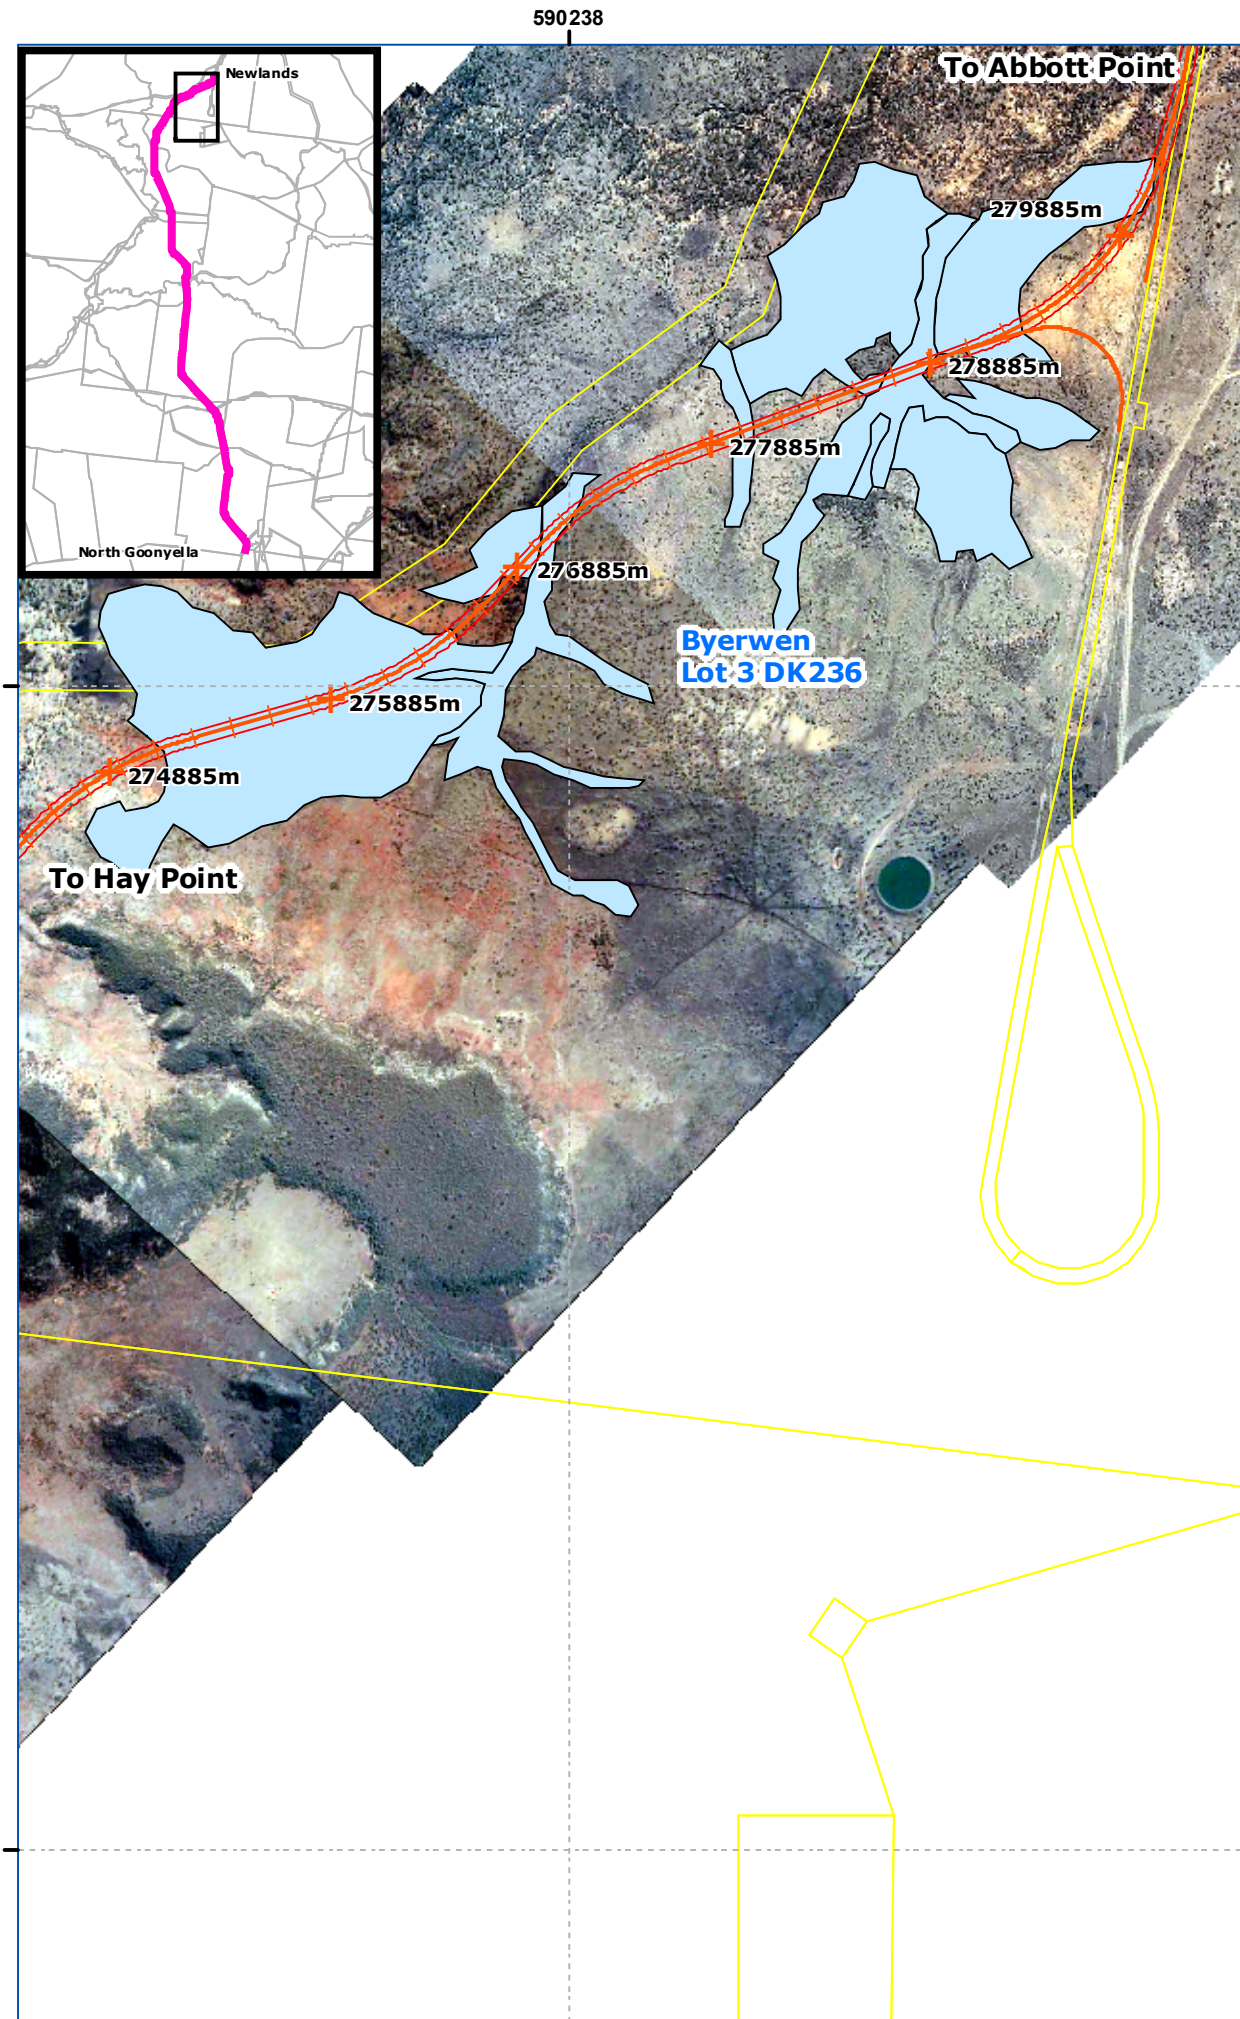 590238
Newlands
To Abbott Point
279885m
278885m
277885m
North Goonyella
276885m
Byerwen
Lot 3 DK236
275885m
274885m
To Hay Point